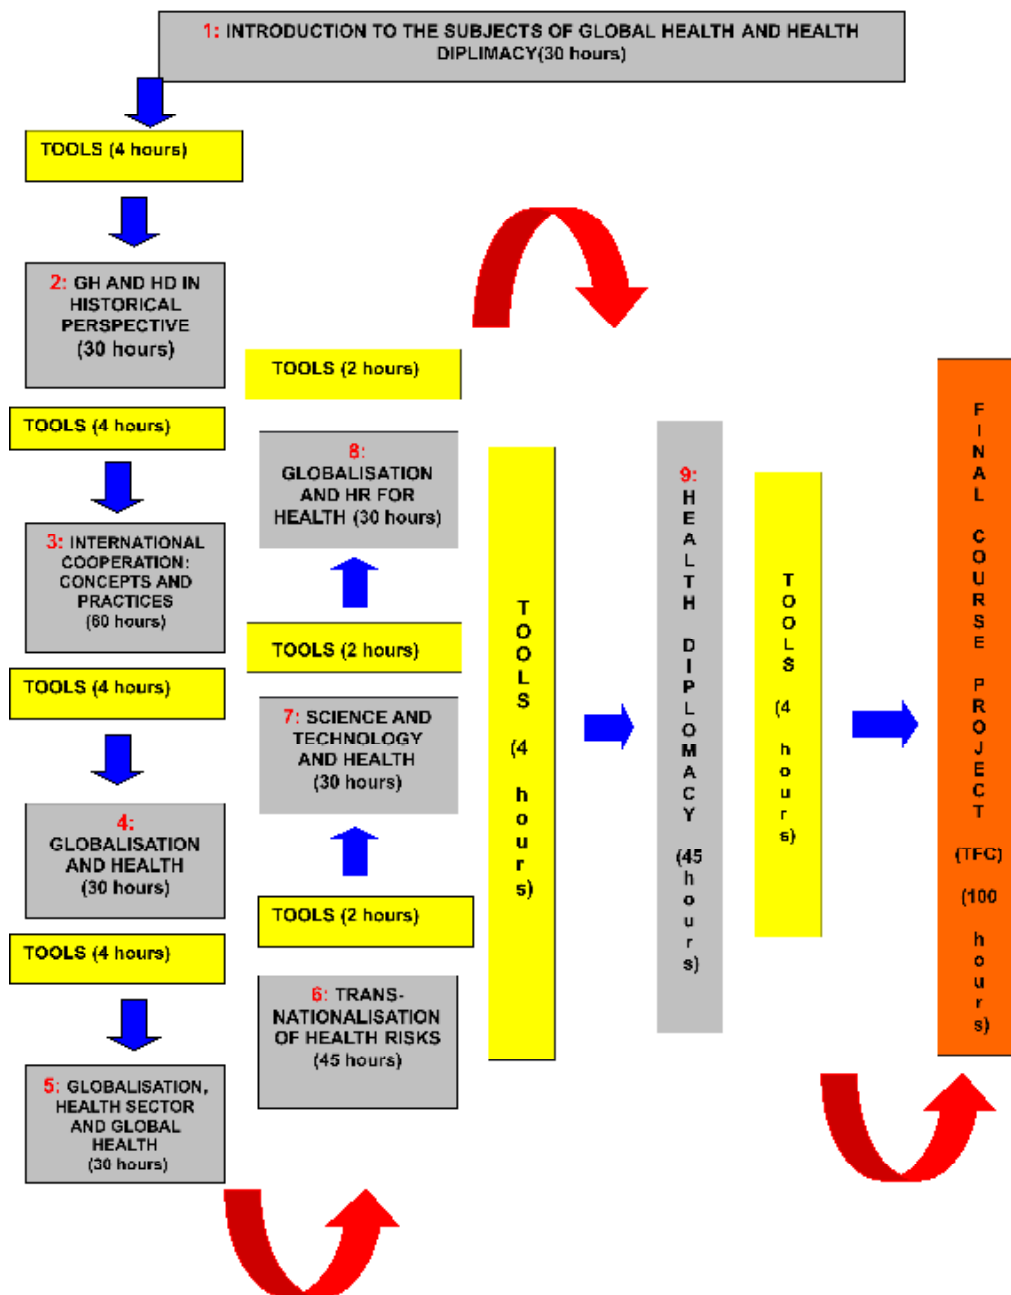 1: INTRODUCTION TO THE SUBJECTS OF GLOBAL HEALTH AND HEALTH
DIPLIMACY(30 hours)
TOOLS (4 hours)
2: GH AND HD IN
HISTORICAL
PERSPECTIVE
(30 hours)
TOOLS (4 hours)
3: INTERNATIONAL
COOPERATION:
CONCEPTS AND
PRACTICES
(60 hours)
TOOLS (4 hours)
4:
GLOBALISATION
AND HEALTH
(30 hours)
TOOLS (4 hours)
5: GLOBALISATION,
HEALTH SECTOR
AND GLOBAL
HEALTH
(30 hours)
TOOLS (2 hours)
8:
GLOBALISATION
AND HR FOR
HEALTH (30 hours)
TOOLS (2 hours)
7: SCIENCE AND
TECHNOLOGY
AND HEALTH
(30 hours)
TOOLS (2 hours)
6: TRANS-
NATIONALISATION
OF HEALTH RISKS
(45 hours)
TOOLS (4 hours)
9: HEALTH DIPLOMACY (45 hours)
TOOLS (4 hours)
FINAL COURSE PROJECT (TFC) (100 hours)